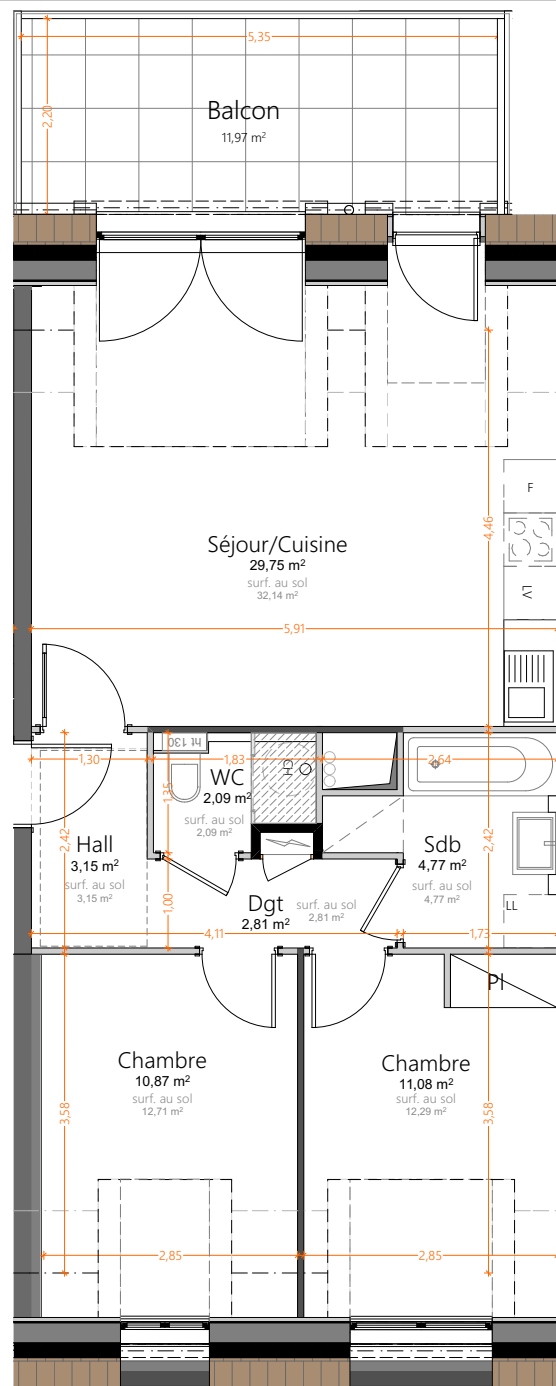 5,35
2,20
Balcon
11,97 m²
F
LV
4,46
Séjour/Cuisine
29,75 m²
surf. au sol
32,14 m²
5,91
ht 130
1,30
1,83
2,64
WC
2,09 m²
surf. au sol
2,09 m²
1,35
CH
2,42
Hall
3,15 m²
surf. au sol
3,15 m²
Sdb
4,77 m²
surf. au sol
4,77 m²
2,42
LL
1,00
Dgt
2,81 m²
surf. au sol
2,81 m²
4,11
1,73
Pl
Chambre
10,87 m²
surf. au sol
12,71 m²
3,58
Chambre
11,08 m²
surf. au sol
12,29 m²
3,58
2,85
2,85